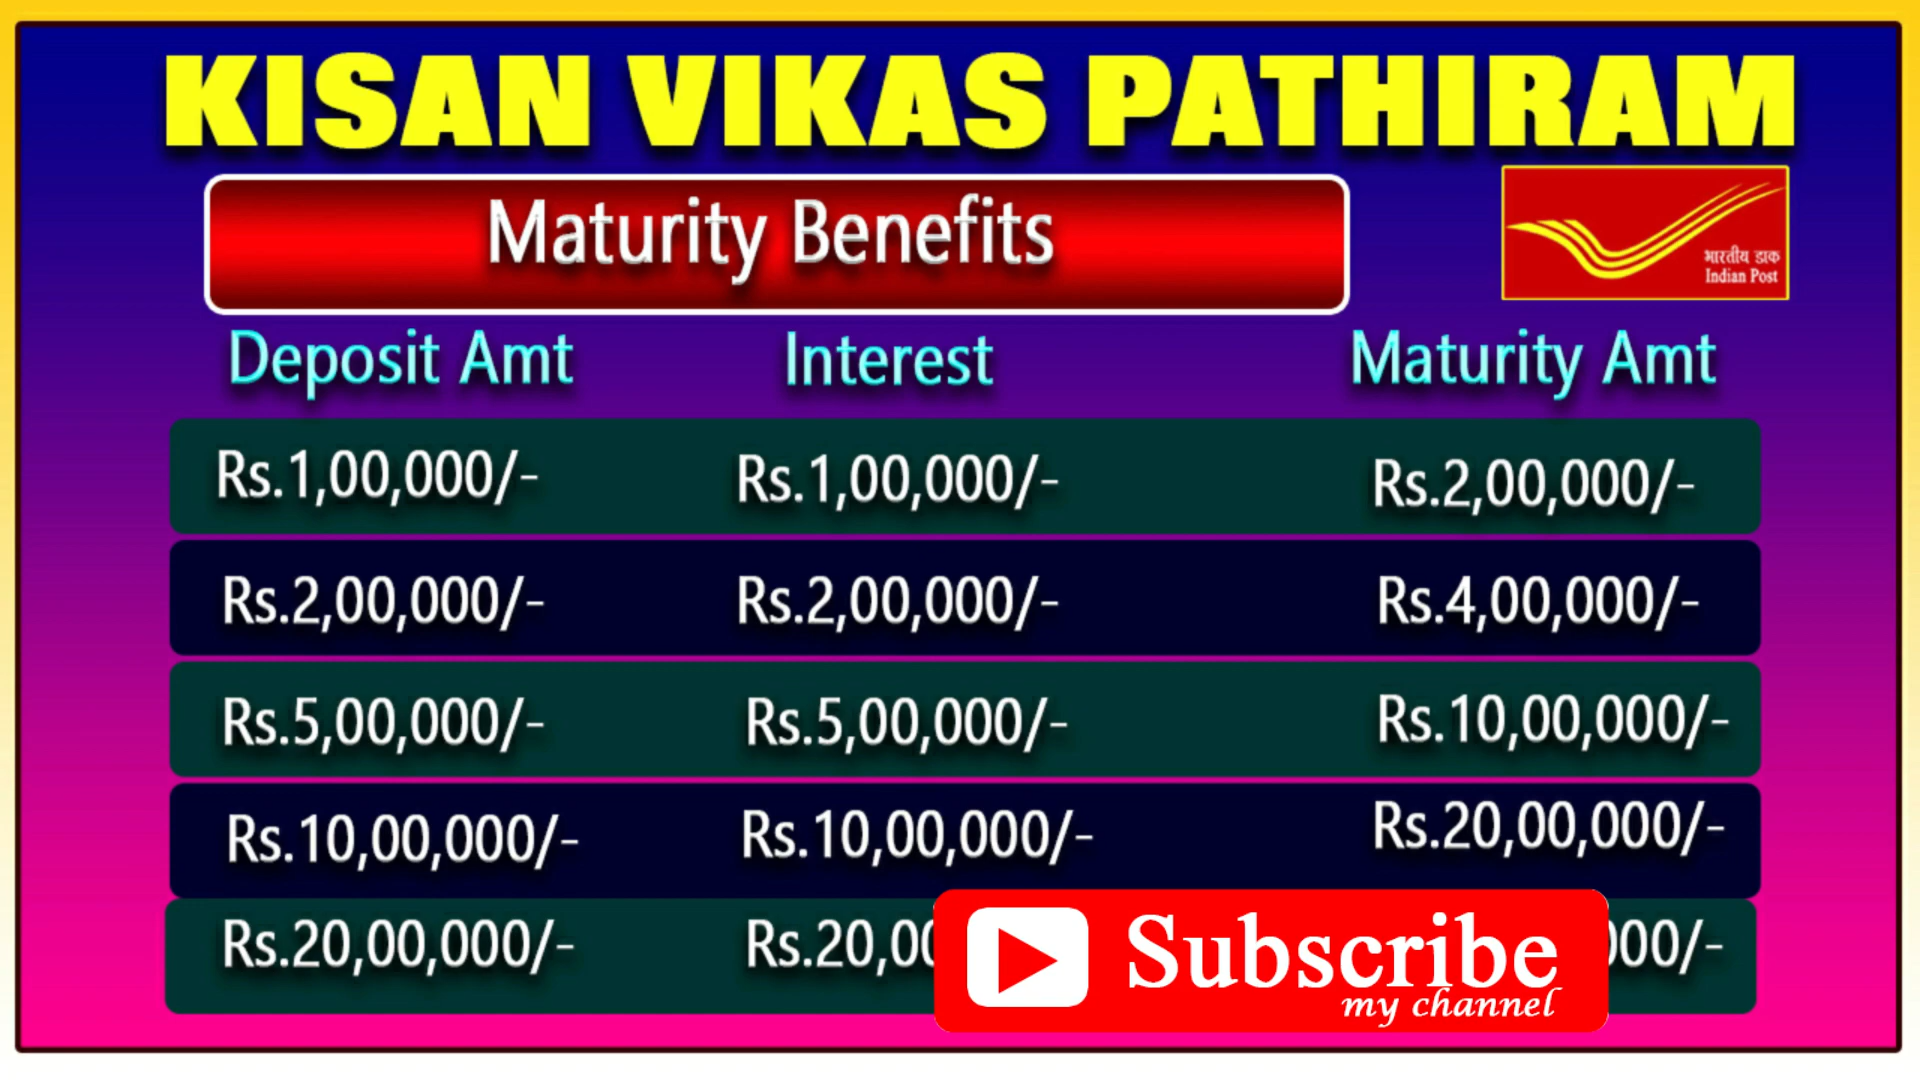 KISAN VIKAS PATHIRAM
Maturity Benefits
भारतीय डाक
Indian Post
Deposit Amt Interest Maturity Amt
Rs.1,00,000/- Rs.1,00,000/- Rs.2,00,000/-
Rs.2,00,000/- Rs.2,00,000/- Rs.4,00,000/-
Rs.5,00,000/- Rs.5,00,000/- Rs.10,00,000/-
Rs.10,00,000/- Rs.10,00,000/- Rs.20,00,000/-
Rs.20,00,000/-
Subscribe
my channel